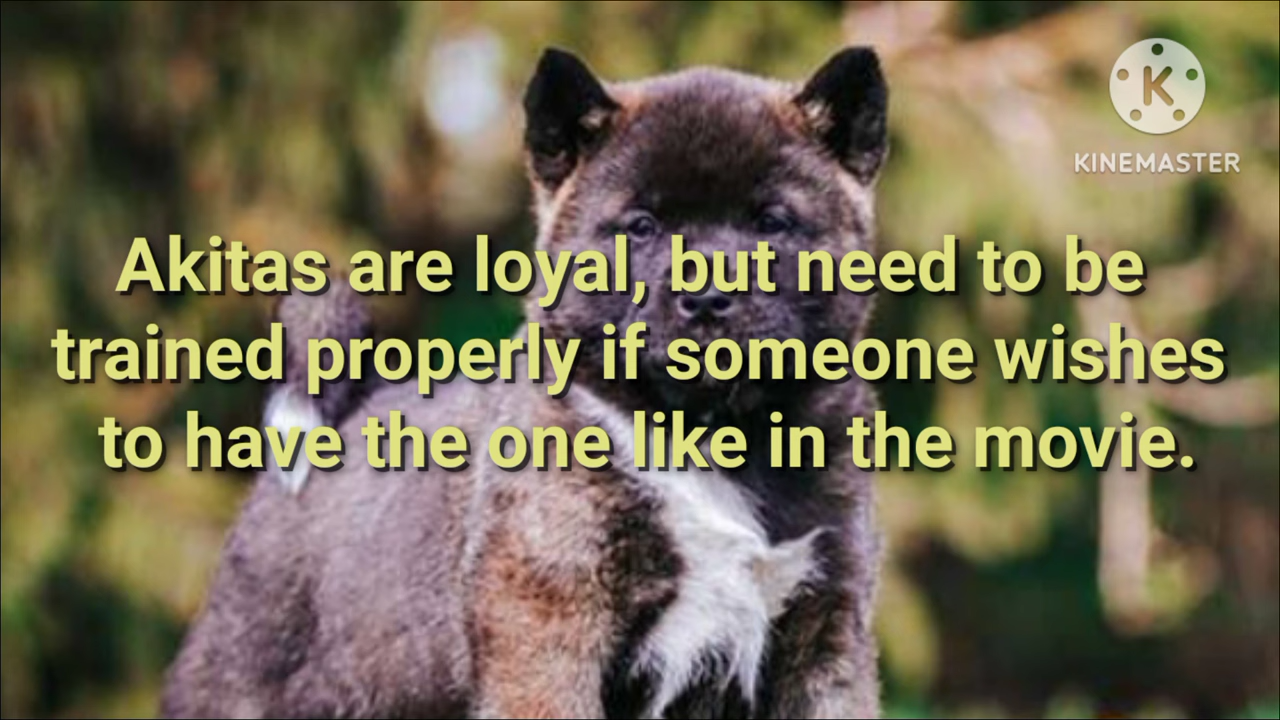 K
KINEMASTER
Akitas are loyal, but need to be
trained properly if someone wishes
to have the one like in the movie.